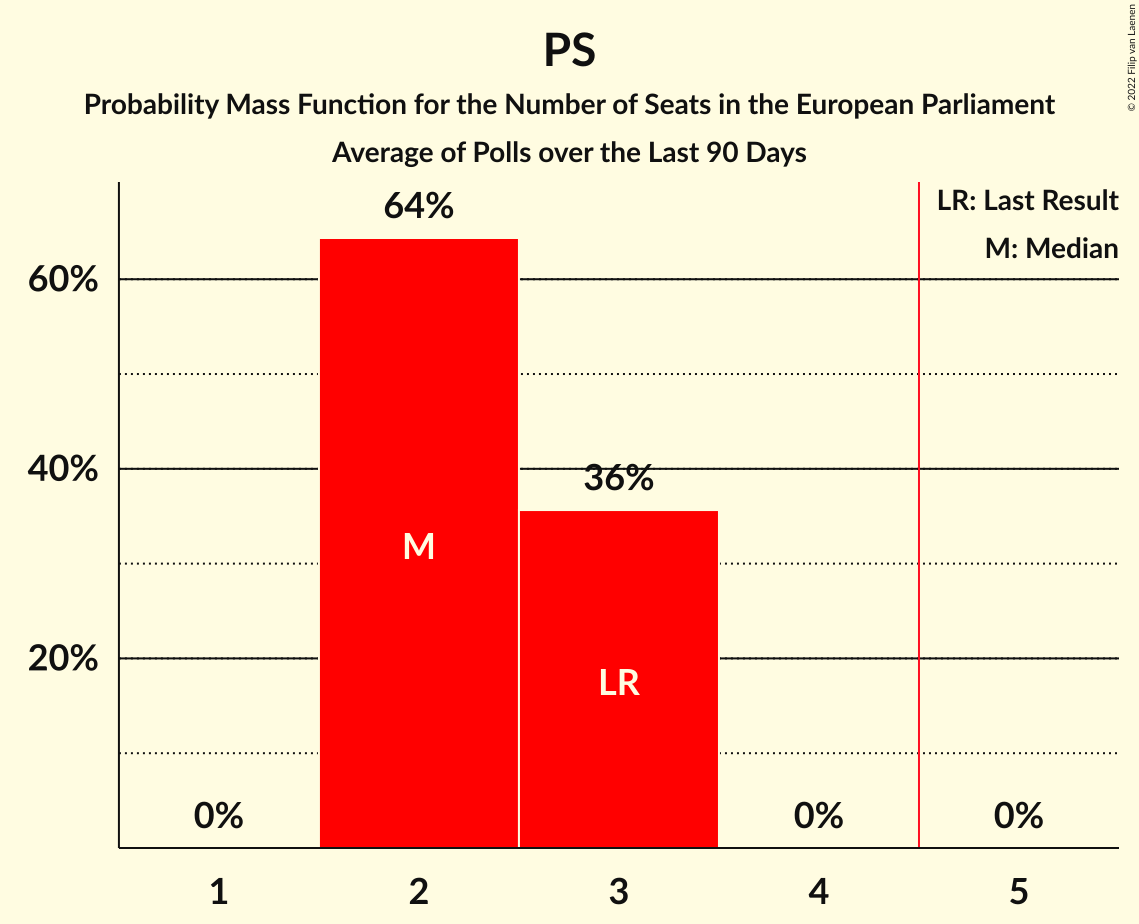 PS
Probability Mass Function for the Number of Seats in the European Parliament
Average of Polls over the Last 90 Days
© 2022 Filip van Laenen
LR: Last Result
M: Median
64%
60%
40%
36%
20%
M
LR
0%
0%
0%
1
2
3
4
5